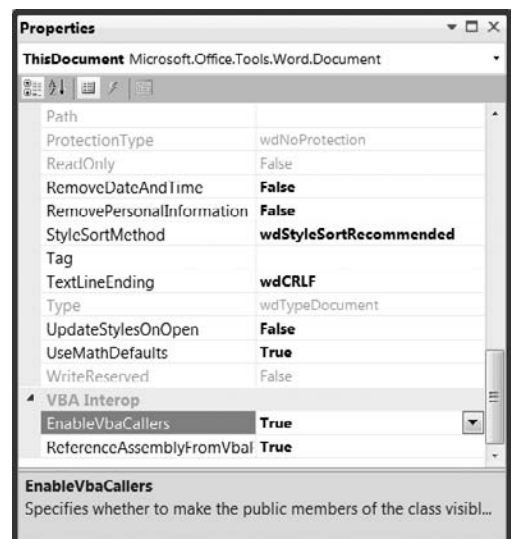 Properties
ThisDocument Microsoft.Office.Tools.Word.Document
Path
ProtectionType wdNoProtection
ReadOnly False
RemoveDateAndTime False
RemovePersonalInformation False
StyleSortMethod wdStyleSortRecommended
Tag
TextLineEnding wdCRLF
Type wdTypeDocument
UpdateStylesOnOpen False
UseMathDefaults True
WriteReserved False
VBA Interop
EnableVbaCallers True
ReferenceAssemblyFromVbaP True
EnableVbaCallers
Specifies whether to make the public members of the class visibl...